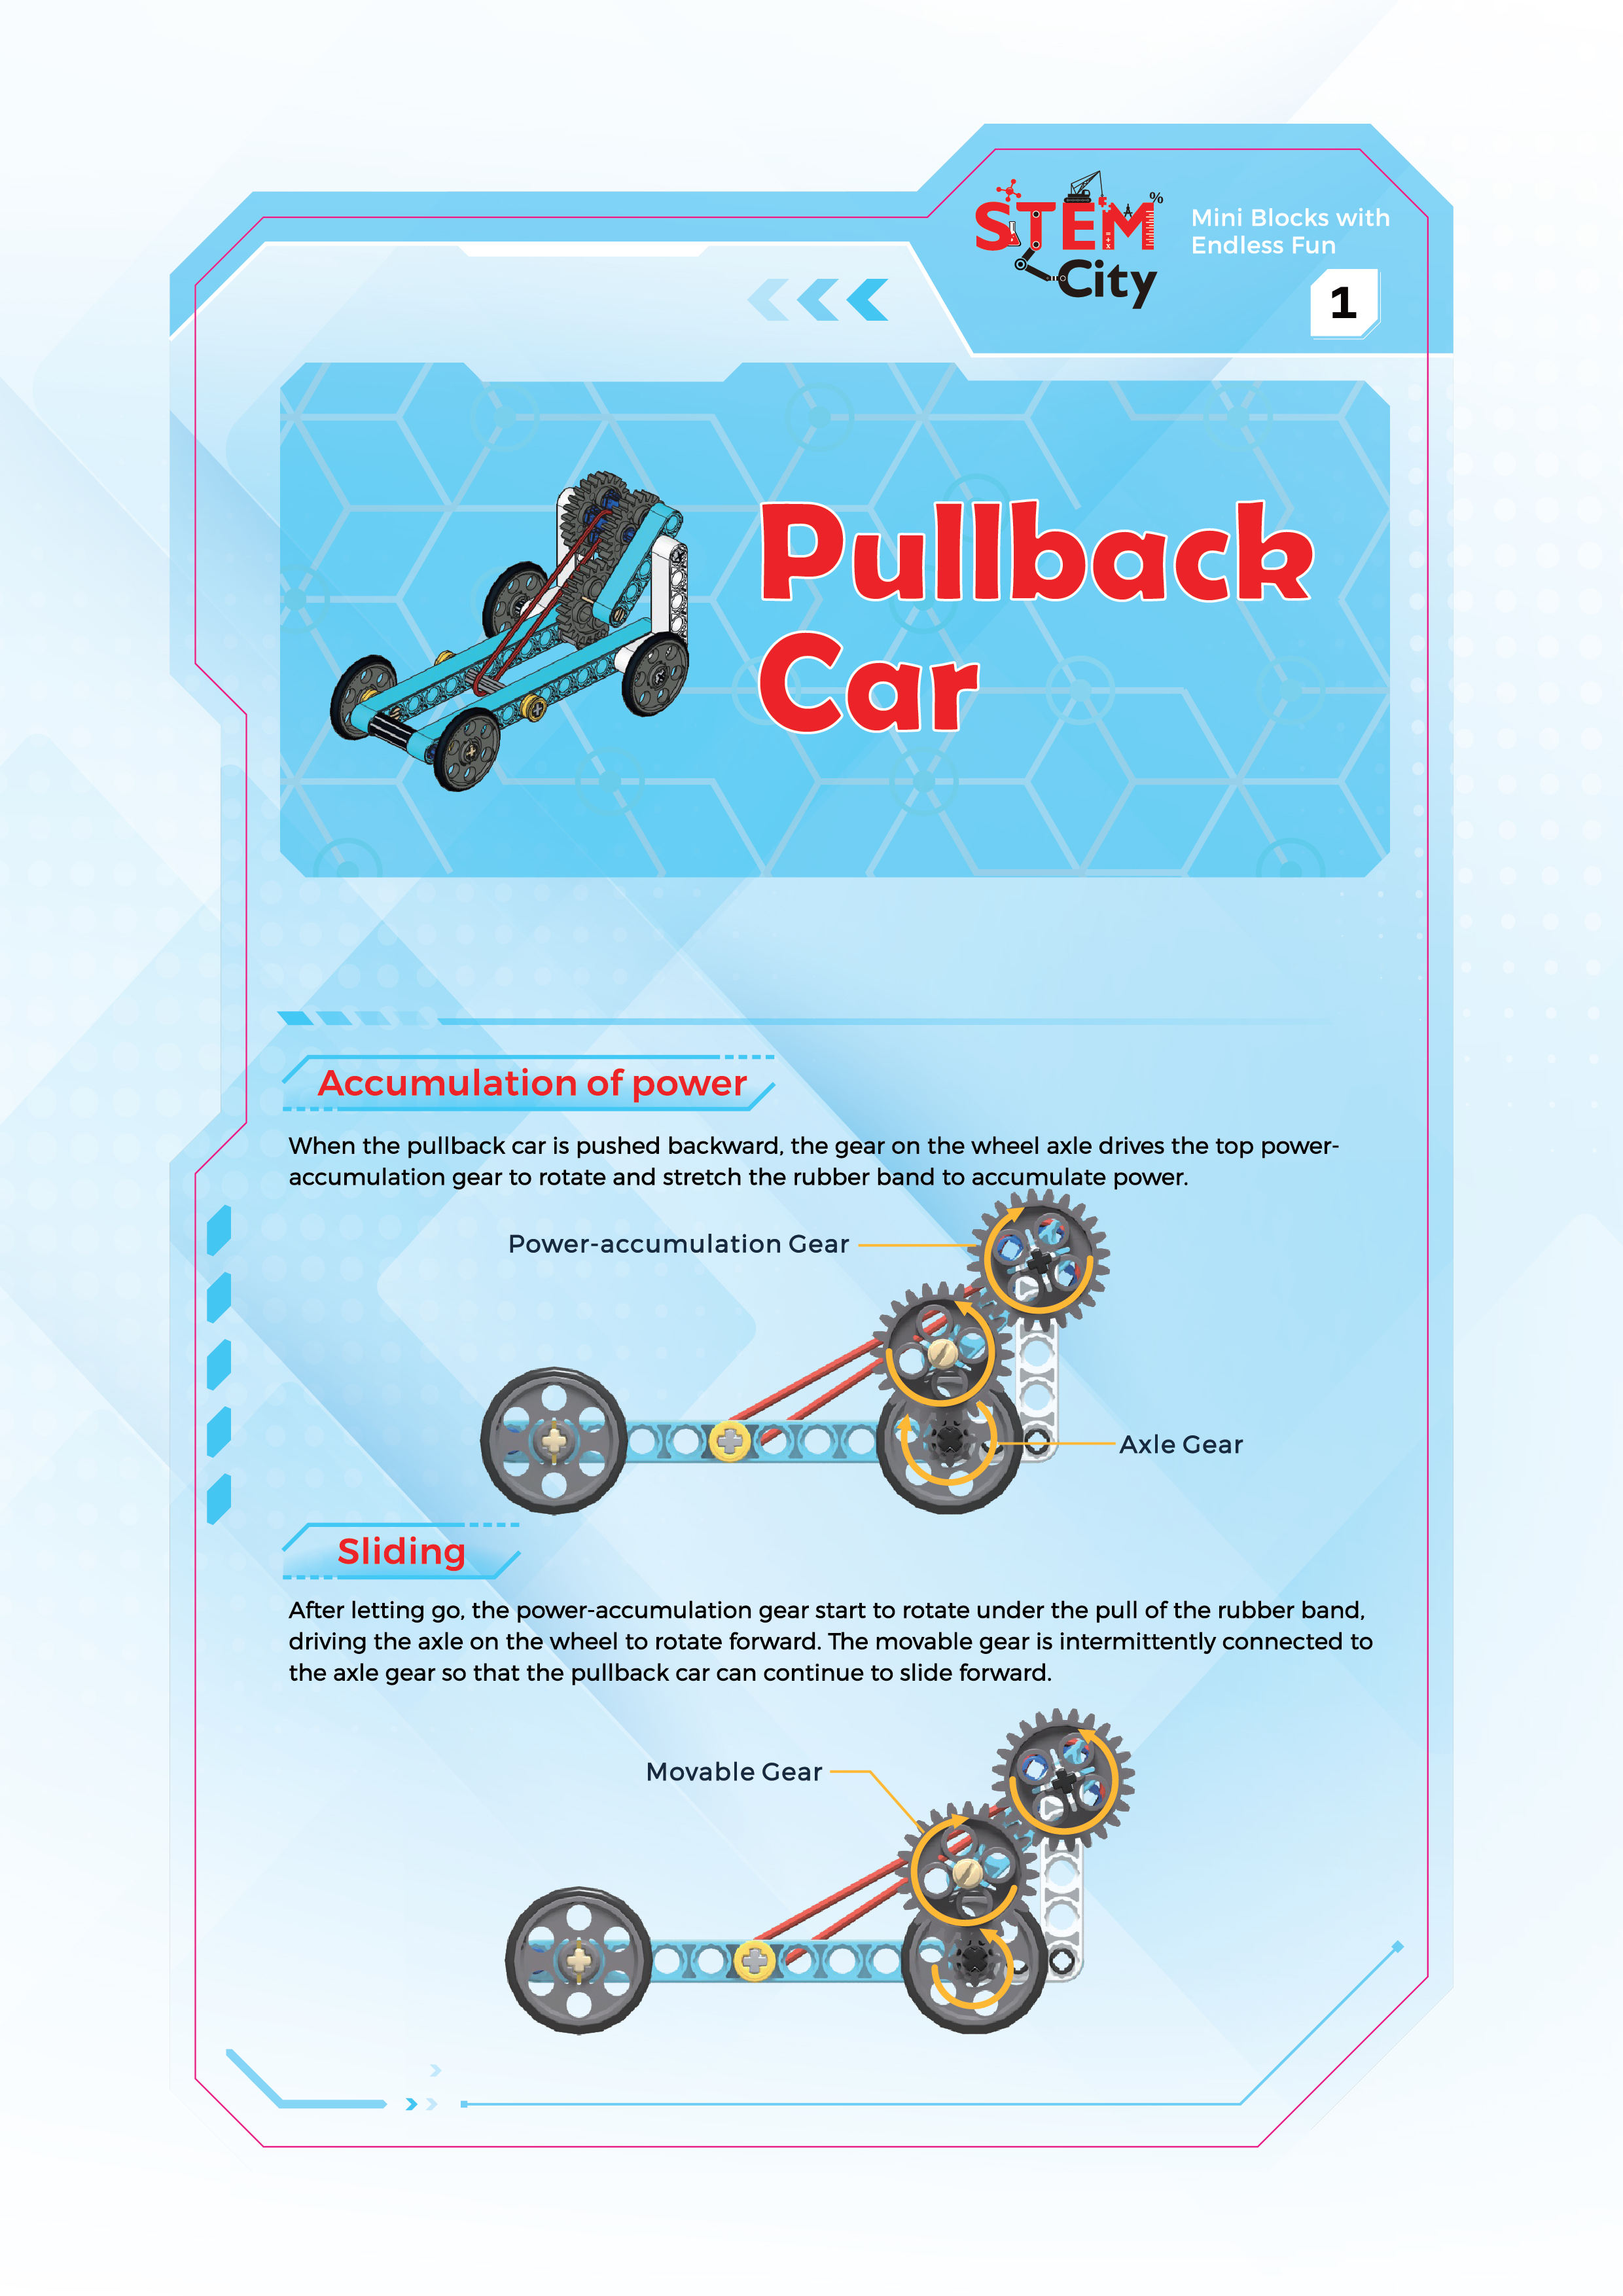 STEM
City
%
Mini Blocks with
Endless Fun
1
Pullback
Car
Accumulation of power
When the pullback car is pushed backward, the gear on the wheel axle drives the top power-
accumulation gear to rotate and stretch the rubber band to accumulate power.
Power-accumulation Gear
Axle Gear
Sliding
After letting go, the power-accumulation gear start to rotate under the pull of the rubber band,
driving the axle on the wheel to rotate forward. The movable gear is intermittently connected to
the axle gear so that the pullback car can continue to slide forward.
Movable Gear